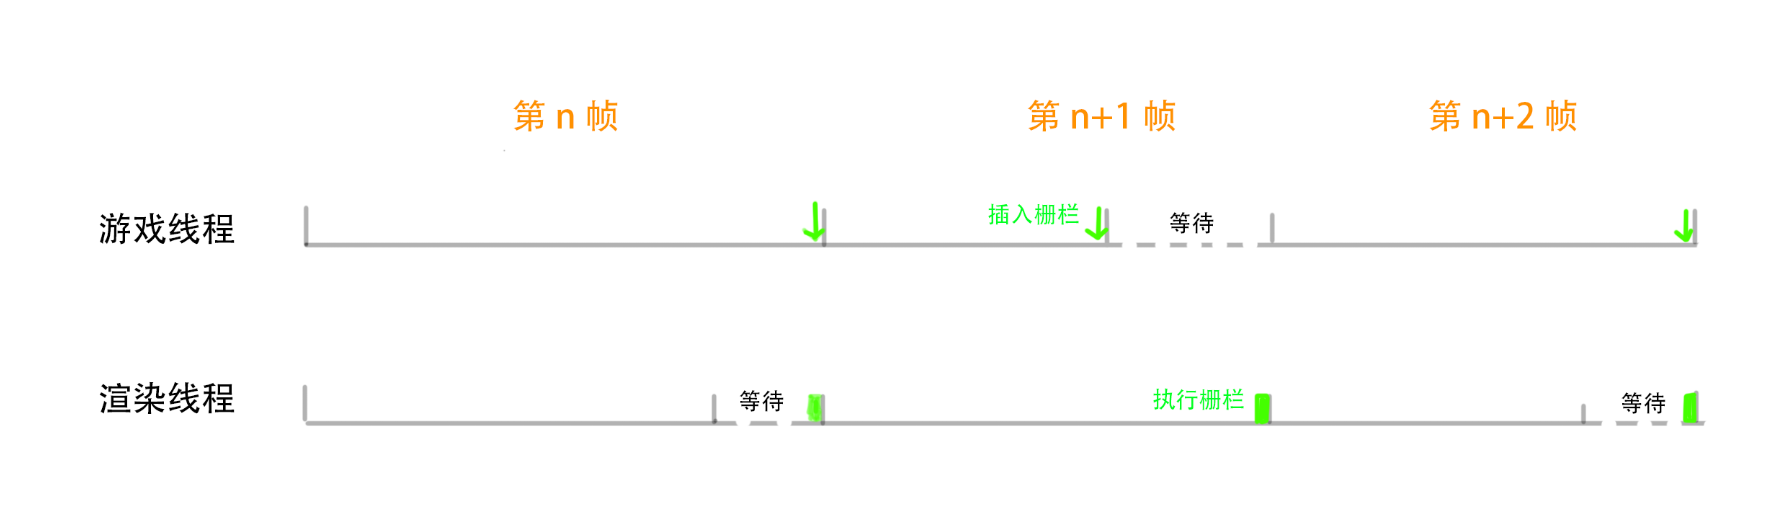 第 n 帧
第 n+1 帧
第 n+2 帧
游戏线程
插入栅栏
等待
渲染线程
等待
执行栅栏
等待